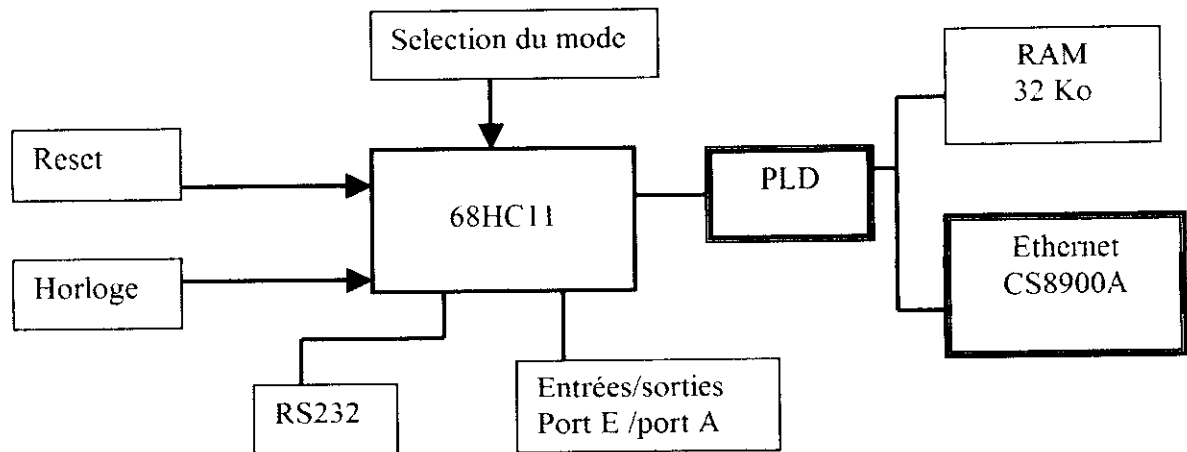 Selection du mode
RAM
32 Ko
Reset
PLD
68HC11
Ethernet
CS8900A
Horloge
RS232
Entrées/sorties
Port E /port A